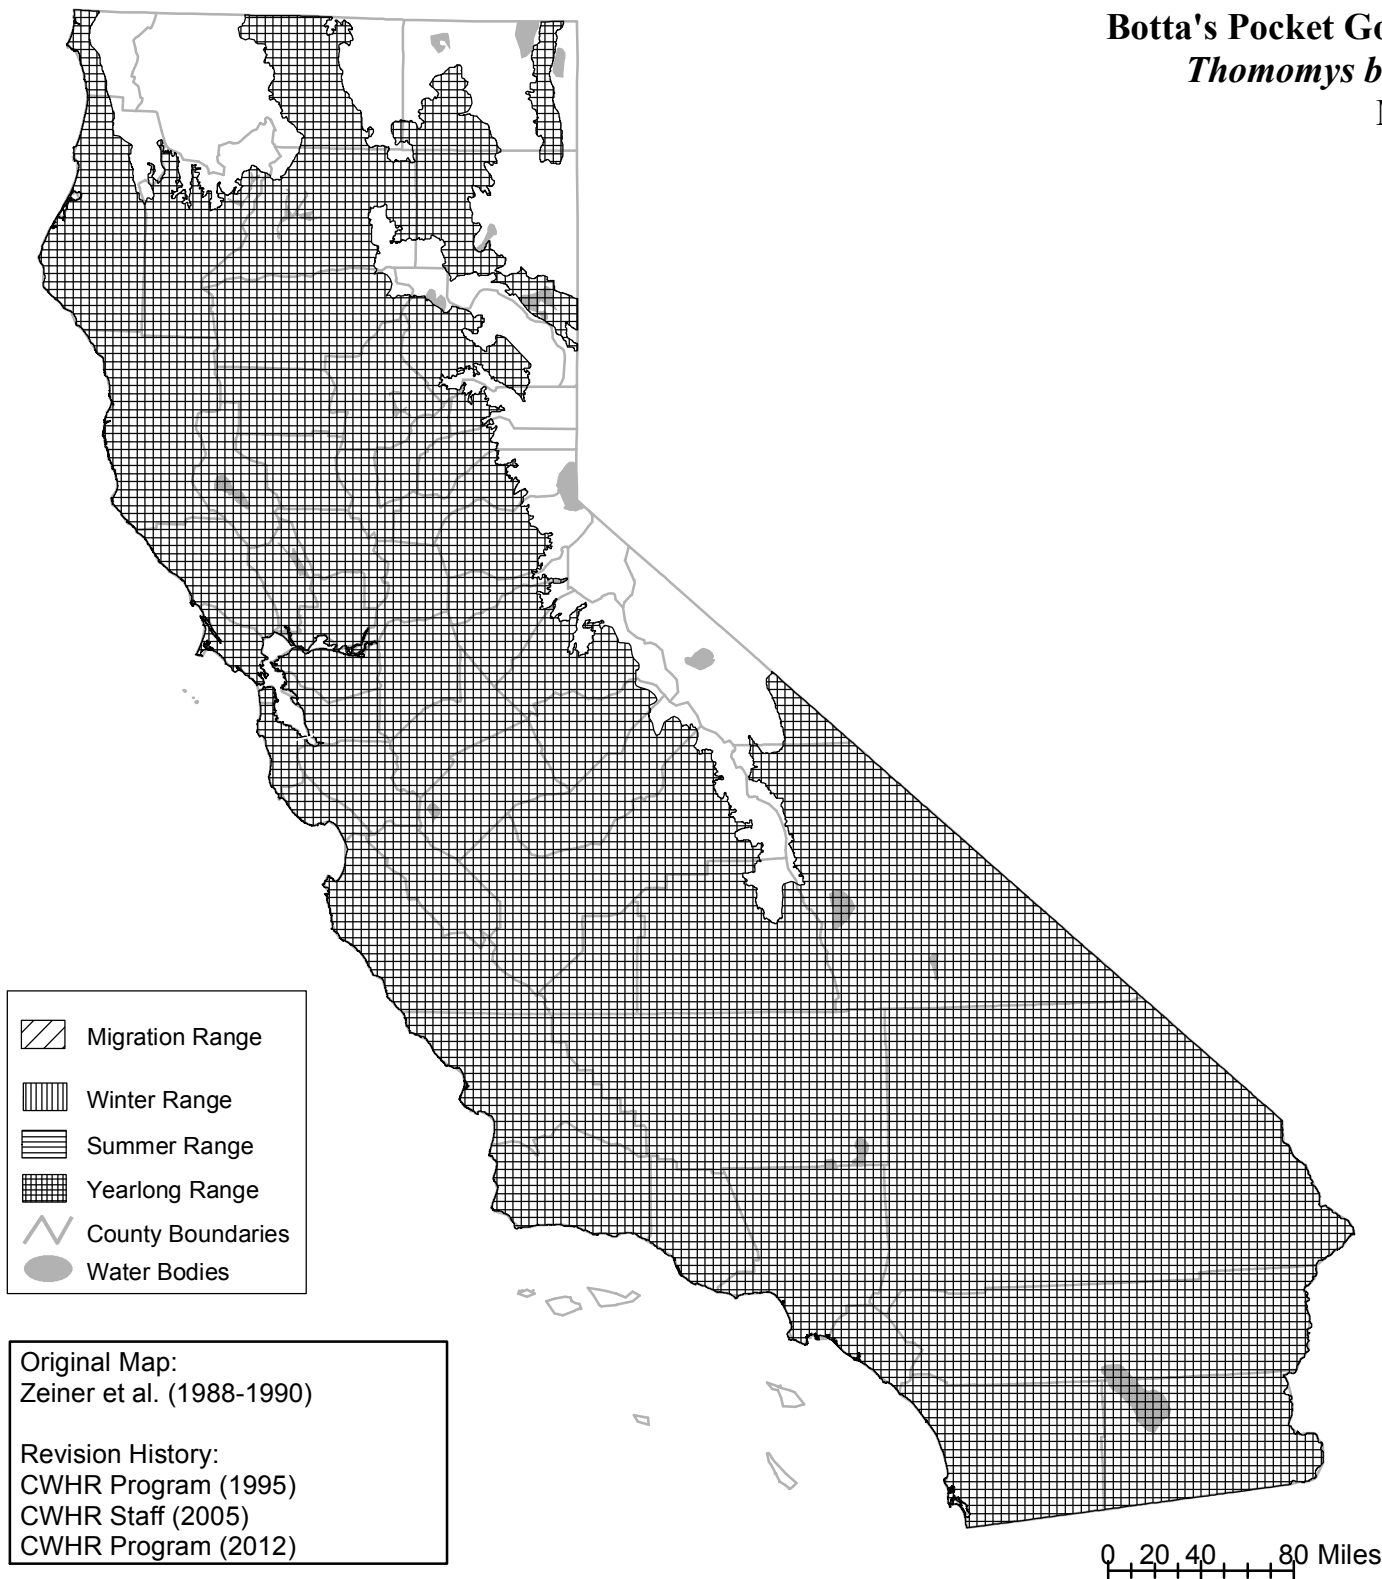 Botta's Pocket
Thomomys
Migration Range
Winter Range
Summer Range
Yearlong Range
County Boundaries
Water Bodies
Original Map:
Zeiner et al. (1988-1990)
Revision History:
CWHR Program (1995)
CWHR Staff (2005)
CWHR Program (2012)
0 20 40 80 Miles